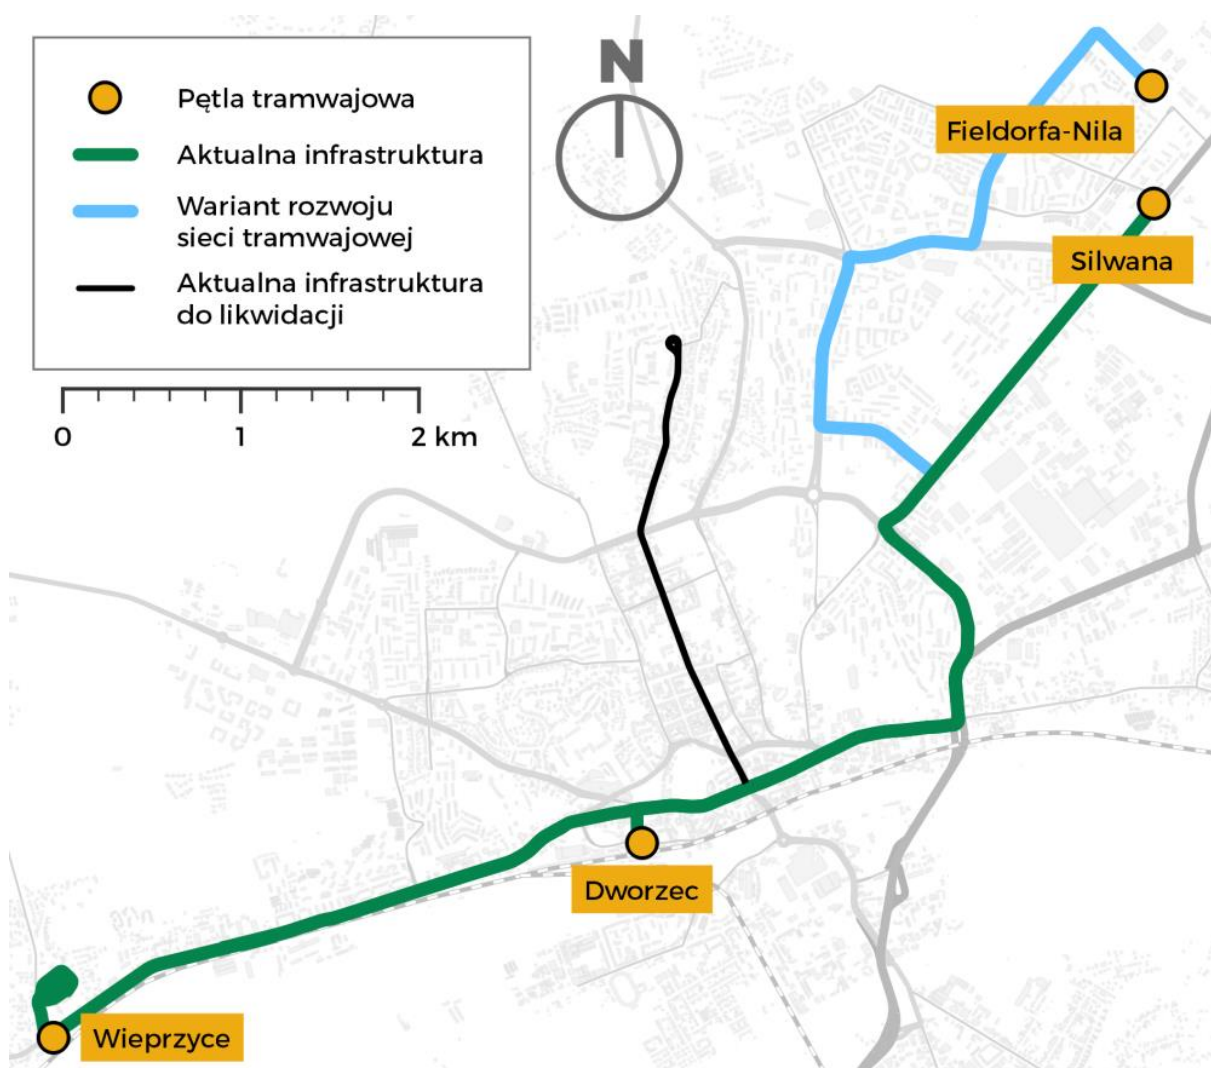 Pętla tramwajowa
Aktualna infrastruktura
Wariant rozwoju
sieci tramwajowej
Aktualna infrastruktura
do likwidacji
0 1 2 km
N
Fieldorfa-Nila
Silwana
Dworzec
Wieprzyce